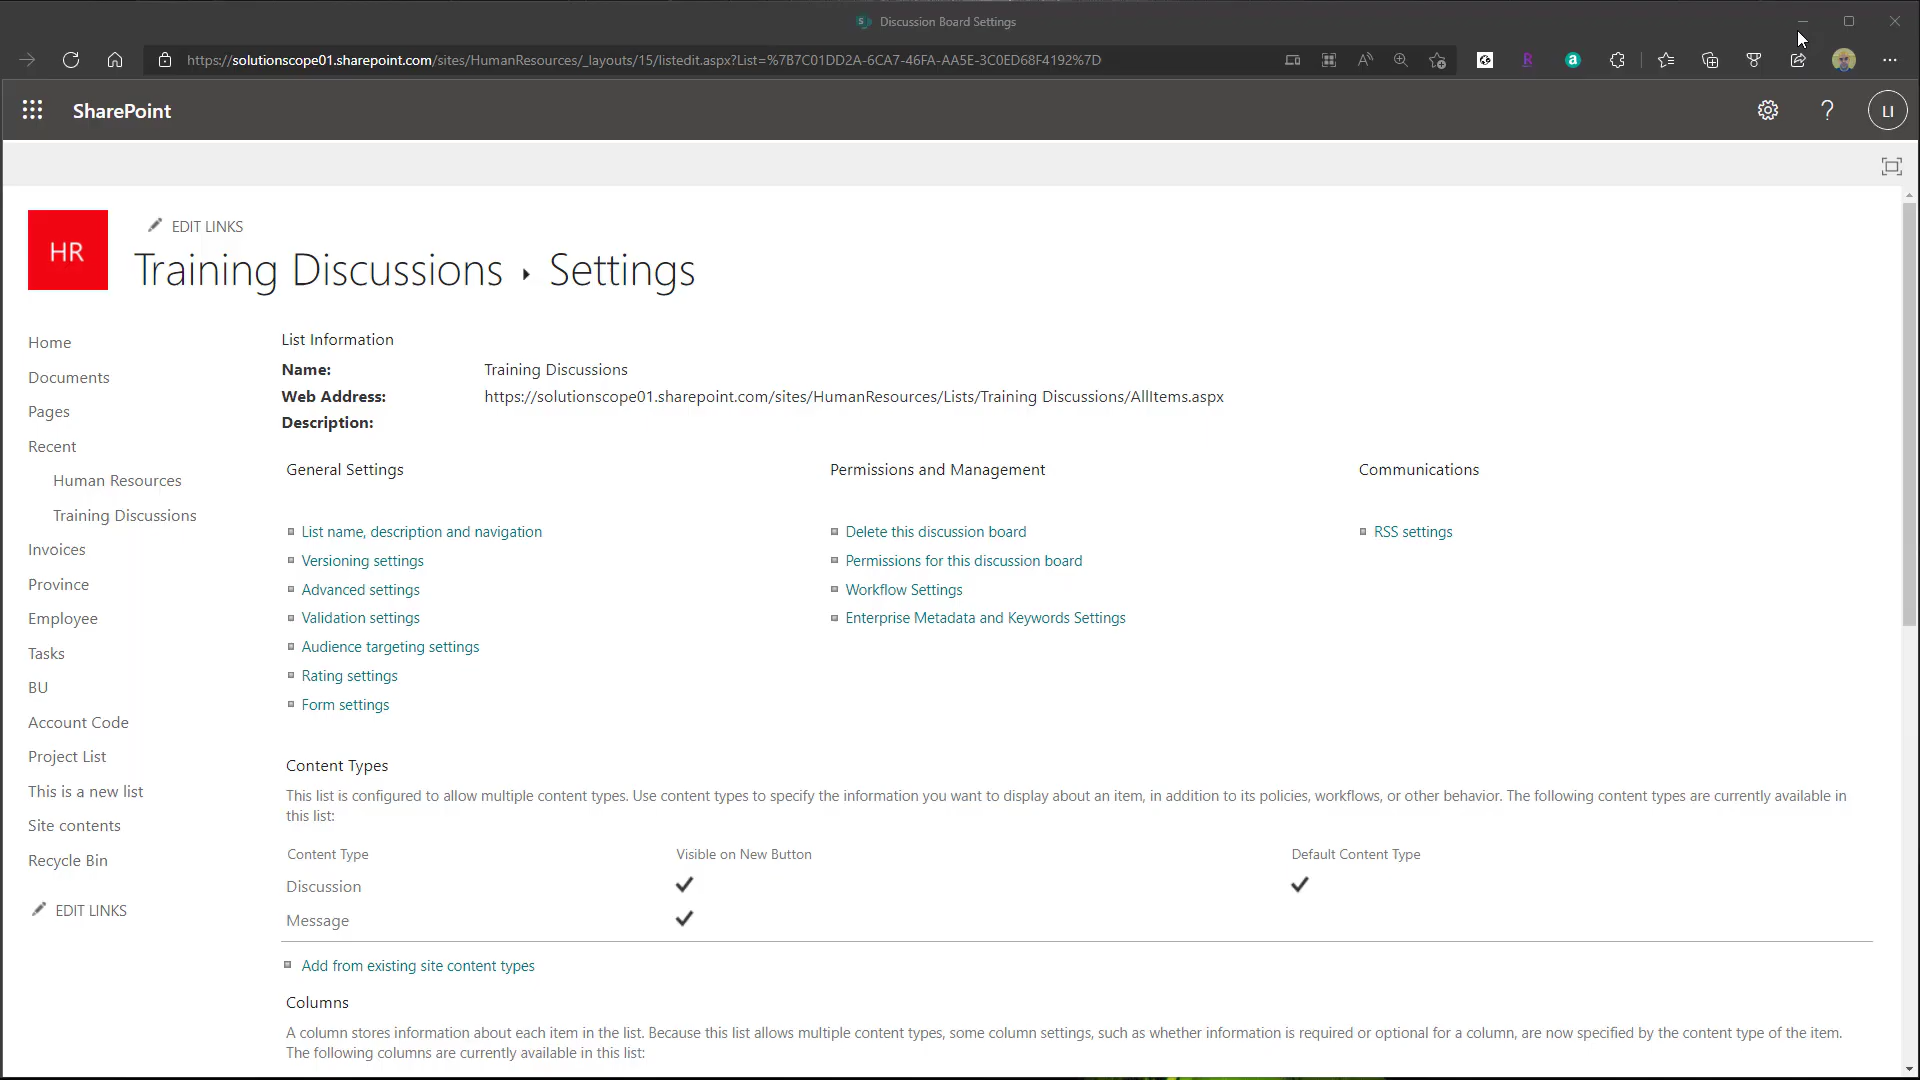 Discussion Board Settings
https://solutionscope01.sharepoint.com/sites/HumanResources/_layouts/15/listedit.aspx?List=%7B7C01DD2A-6CA7-46FA-AA5E-3C0ED68F4192%7D
SharePoint
LI
HR
EDIT LINKS
Training Discussions ▸ Settings
Home
Documents
Pages
Recent
Human Resources
Training Discussions
Invoices
Province
Employee
Tasks
BU
Account Code
Project List
This is a new list
Site contents
Recycle Bin
EDIT LINKS
List Information
Name: Training Discussions
Web Address: https://solutionscope01.sharepoint.com/sites/HumanResources/Lists/Training Discussions/AllItems.aspx
Description:
General Settings
List name, description and navigation
Versioning settings
Advanced settings
Validation settings
Audience targeting settings
Rating settings
Form settings
Permissions and Management
Delete this discussion board
Permissions for this discussion board
Workflow Settings
Enterprise Metadata and Keywords Settings
Communications
RSS settings
Content Types
This list is configured to allow multiple content types. Use content types to specify the information you want to display about an item, in addition to its policies, workflows, or other behavior. The following content types are currently available in
this list:
Content Type Visible on New Button Default Content Type
Discussion ✔ ✔
Message ✔
Add from existing site content types
Columns
A column stores information about each item in the list. Because this list allows multiple content types, some column settings, such as whether information is required or optional for a column, are now specified by the content type of the item.
The following columns are currently available in this list: